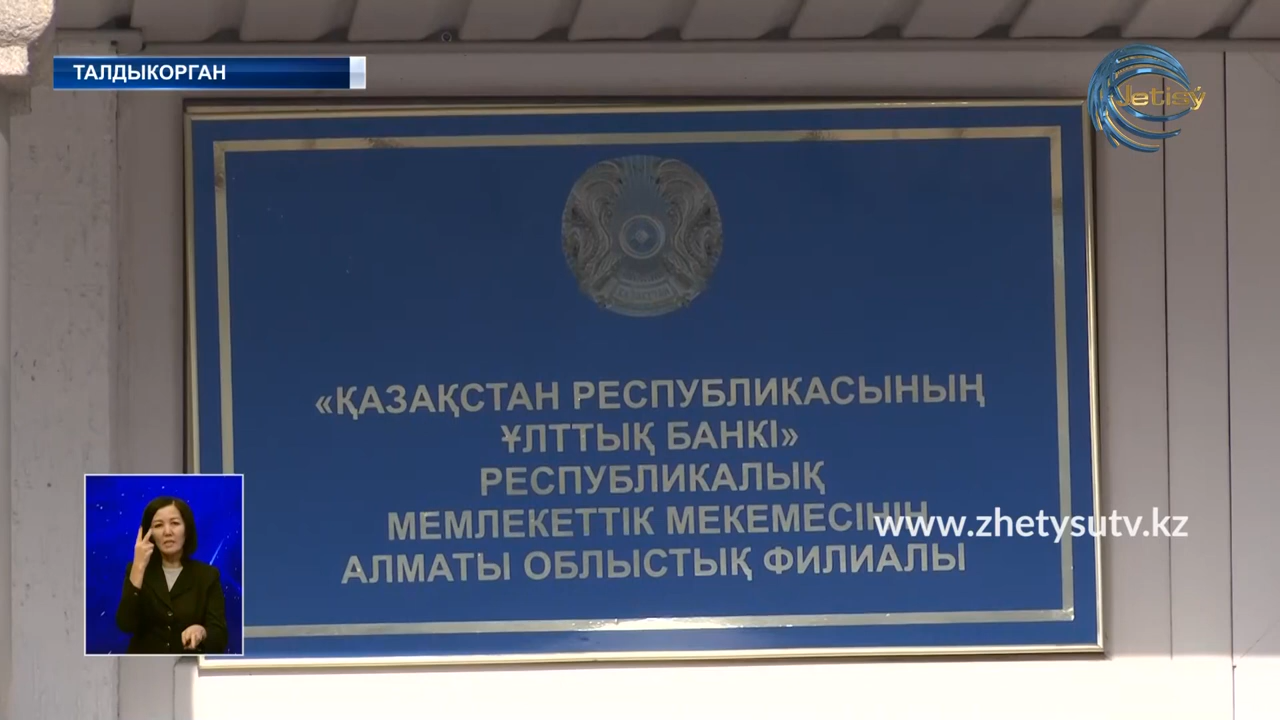 ТАЛДЫКОРГАН
Jetisý
«ҚАЗАҚСТАН РЕСПУБЛИКАСЫНЫҢ
ҰЛТТЫҚ БАНКІ»
РЕСПУБЛИКАЛЫҚ
МЕМЛЕКЕТТІК МЕКЕМЕСІНІҢ
www.zhetysutv.kz
АЛМАТЫ ОБЛЫСТЫҚ ФИЛИАЛЫ